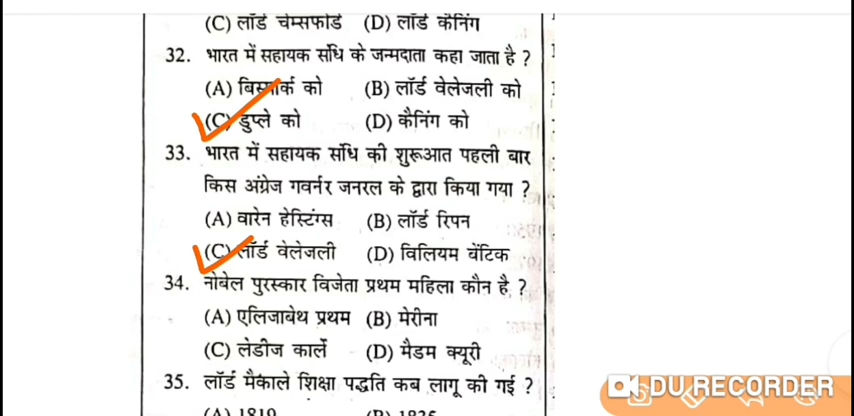 (C) लॉर्ड चेम्सफोर्ड (D) लॉर्ड कैनिंग
32. भारत में सहायक संधि के जन्मदाता कहा जाता है ?
(A) बिस्मार्क को (B) लॉर्ड वेलेजली को
(C) डुप्ले को (D) कैनिंग को
33. भारत में सहायक संधि की शुरूआत पहली बार
किस अंग्रेज गवर्नर जनरल के द्वारा किया गया ?
(A) वारेन हेस्टिंग्स (B) लॉर्ड रिपन
(C) लॉर्ड वेलेजली (D) विलियम बेंटिक
34. नोबेल पुरस्कार विजेता प्रथम महिला कौन है ?
(A) एलिजाबेथ प्रथम (B) मेरीना
(C) लेडीज कार्ले (D) मैडम क्यूरी
35. लॉर्ड मैकाले शिक्षा पद्धति कब लागू की गई ?
DU RECORDER